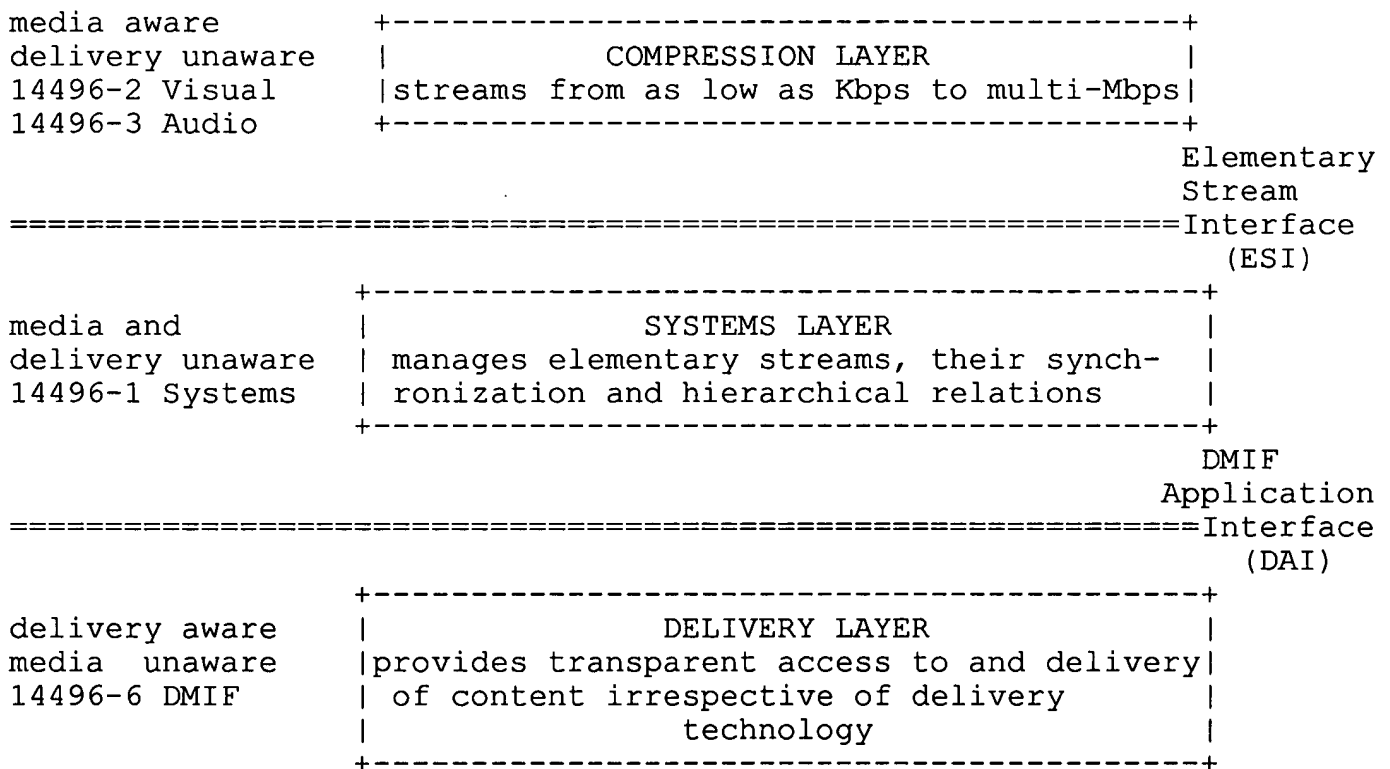 media aware +-----------------------------------------+
delivery unaware | COMPRESSION LAYER |
14496-2 Visual |streams from as low as Kbps to multi-Mbps|
14496-3 Audio +-----------------------------------------+
Elementary
Stream
===============================================================Interface
(ESI)
+-------------------------------------------+
media and | SYSTEMS LAYER |
delivery unaware | manages elementary streams, their synch- |
14496-1 Systems | ronization and hierarchical relations |
+-------------------------------------------+
DMIF
Application
===============================================================Interface
(DAI)
+-------------------------------------------+
delivery aware | DELIVERY LAYER |
media unaware |provides transparent access to and delivery|
14496-6 DMIF | of content irrespective of delivery |
| technology |
+-------------------------------------------+